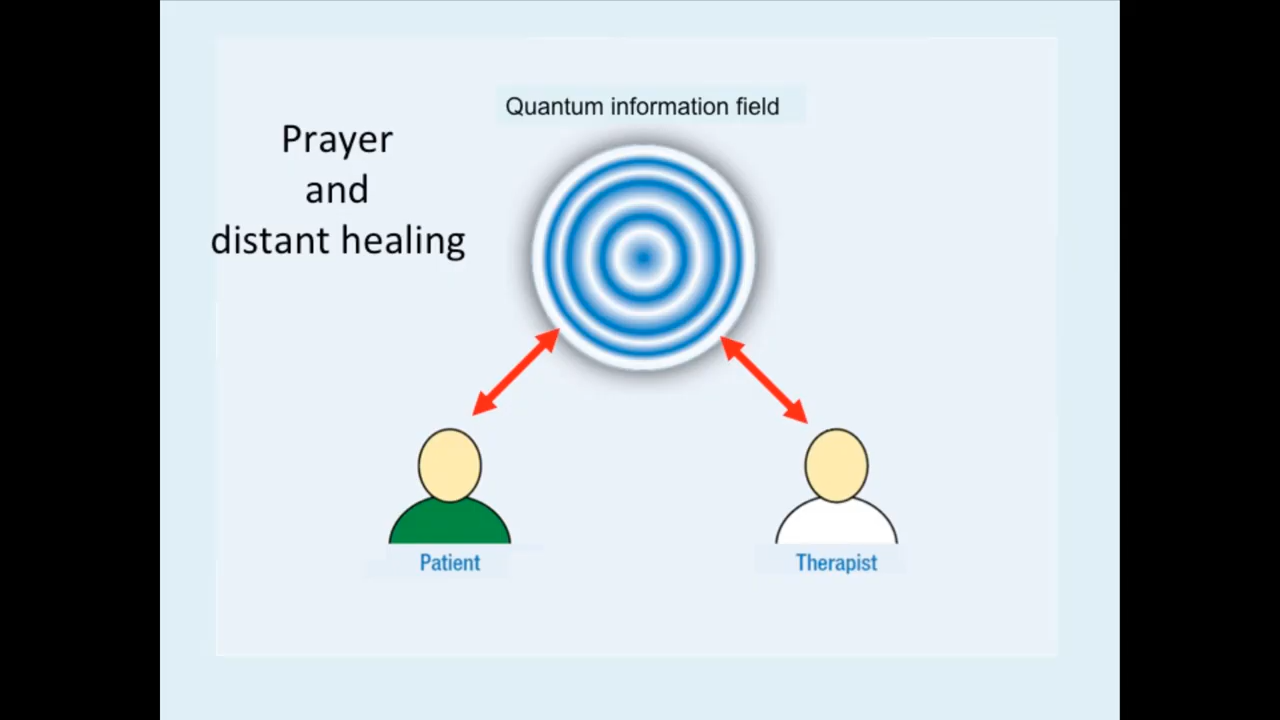 Quantum information field
Prayer
and
distant healing
Patient
Therapist